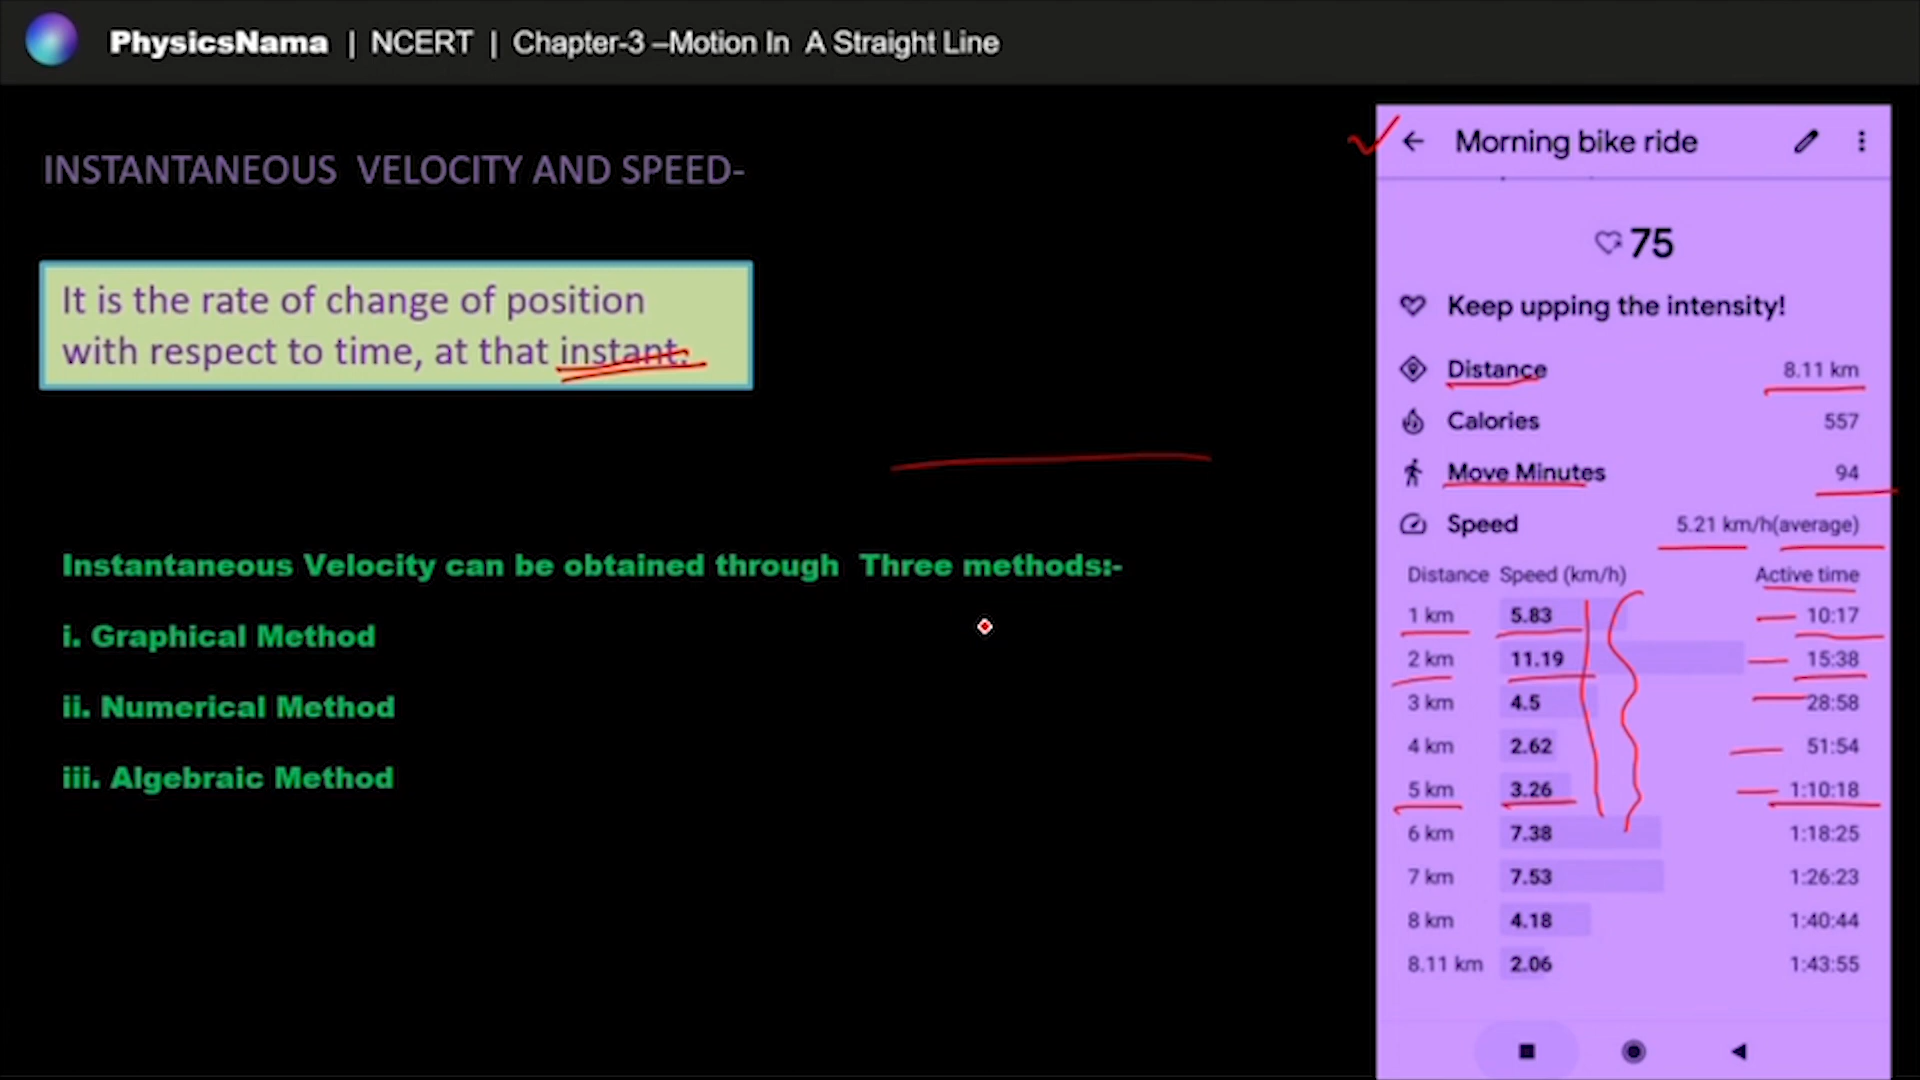 PhysicsNama | NCERT | Chapter-3 –Motion In A Straight Line
INSTANTANEOUS VELOCITY AND SPEED-
It is the rate of change of position
with respect to time, at that instant.
Instantaneous Velocity can be obtained through Three methods:-
i. Graphical Method
ii. Numerical Method
iii. Algebraic Method
Morning bike ride
75
Keep upping the intensity!
Distance 8.11 km
Calories 557
Move Minutes 94
Speed 5.21 km/h(average)
Distance Speed (km/h) Active time
1 km 5.83 10:17
2 km 11.19 15:38
3 km 4.5 28:58
4 km 2.62 51:54
5 km 3.26 1:10:18
6 km 7.38 1:18:25
7 km 7.53 1:26:23
8 km 4.18 1:40:44
8.11 km 2.06 1:43:55